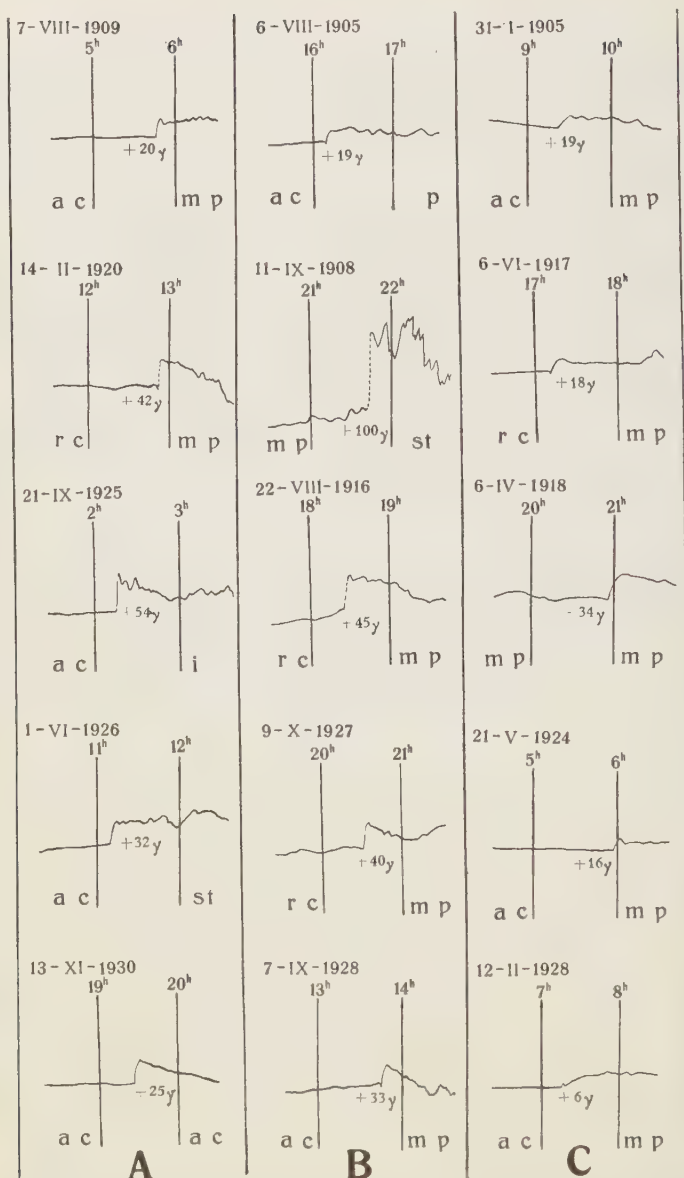 7-VIII-1909
5ʰ 6ʰ
+20γ
a c m p
14-II-1920
12ʰ 13ʰ
+42γ
r c m p
21-IX-1925
2ʰ 3ʰ
+54γ
a c i
1-VI-1926
11ʰ 12ʰ
+32γ
a c st
13-XI-1930
19ʰ 20ʰ
+25γ
a c a c
A
6-VIII-1905
16ʰ 17ʰ
+19γ
a c p
11-IX-1908
21ʰ 22ʰ
+100γ
m p st
22-VIII-1916
18ʰ 19ʰ
+45γ
r c m p
9-X-1927
20ʰ 21ʰ
+40γ
r c m p
7-IX-1928
13ʰ 14ʰ
+33γ
a c m p
B
31-I-1905
9ʰ 10ʰ
+19γ
a c m p
6-VI-1917
17ʰ 18ʰ
+18γ
r c m p
6-IV-1918
20ʰ 21ʰ
34γ
m p m p
21-V-1924
5ʰ 6ʰ
+16γ
a c m p
12-II-1928
7ʰ 8ʰ
+6γ
a c m p
C